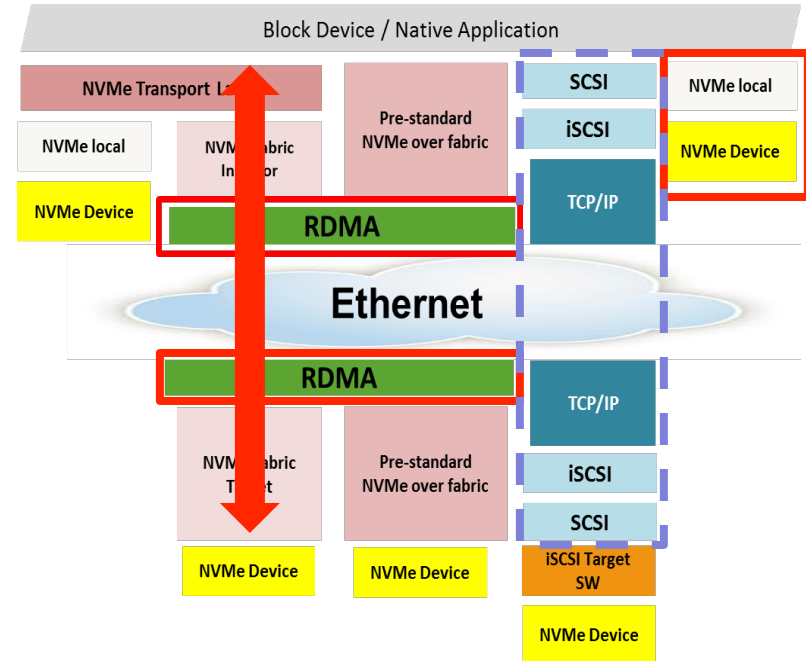 Block Device / Native Application
NVMe Transport La
NVMe local
NVMe Device
Pre-standard
NVMe over fabric
SCSI
iSCSI
TCP/IP
NVMe local
NVMe Device
RDMA
Ethernet
RDMA
TCP/IP
Pre-standard
NVMe over fabric
iSCSI
SCSI
NVMe Device
NVMe Device
iSCSI Target
SW
NVMe Device